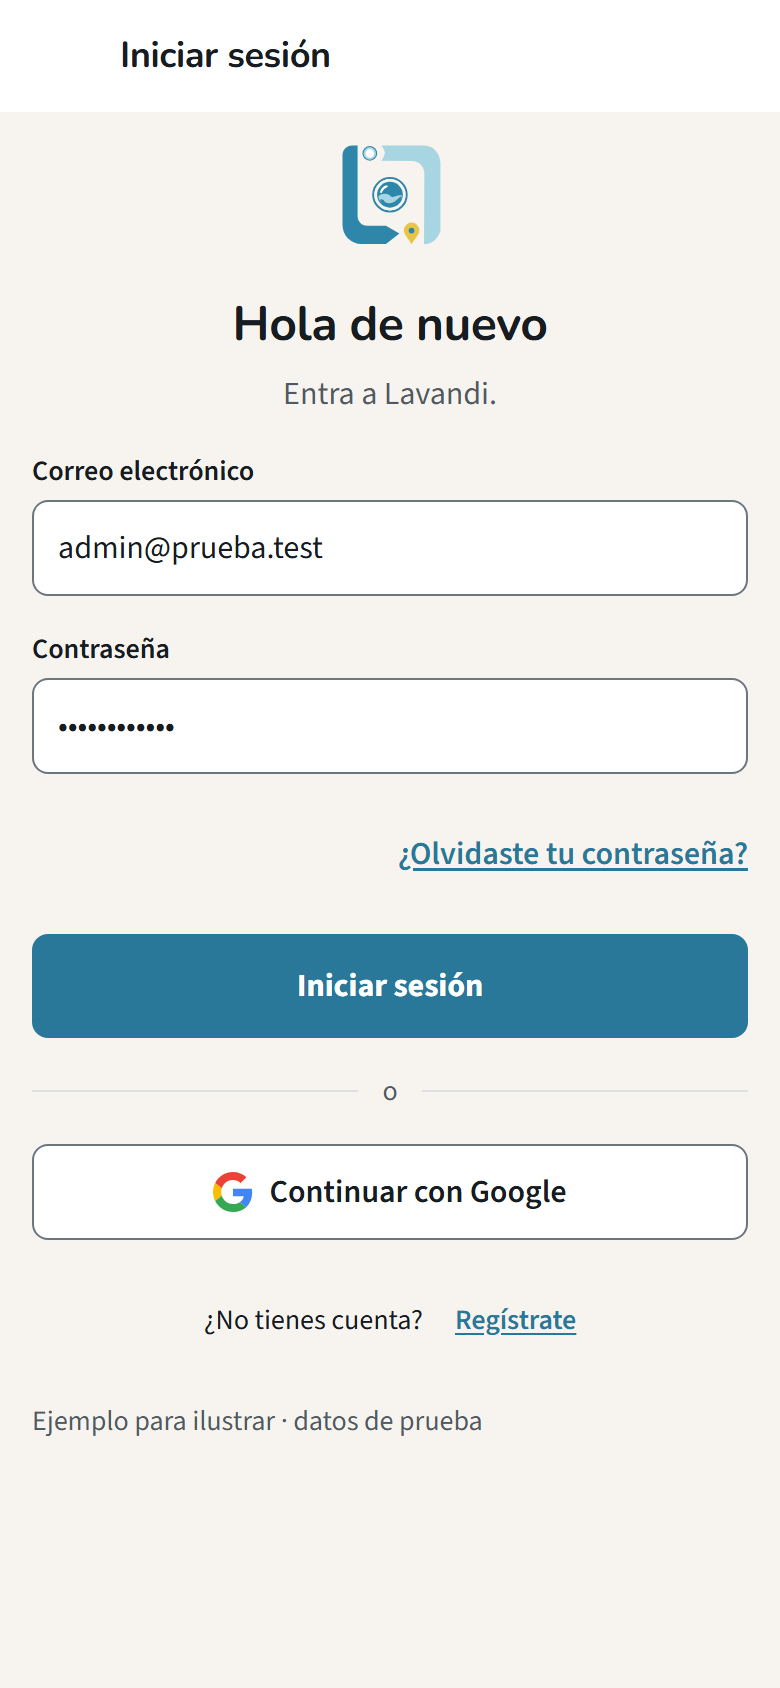 Iniciar sesión
Hola de nuevo
Entra a Lavandi.
Correo electrónico
admin@prueba.test
Contraseña
••••••••••••
¿Olvidaste tu contraseña?
Iniciar sesión
o
Continuar con Google
¿No tienes cuenta? Regístrate
Ejemplo para ilustrar · datos de prueba